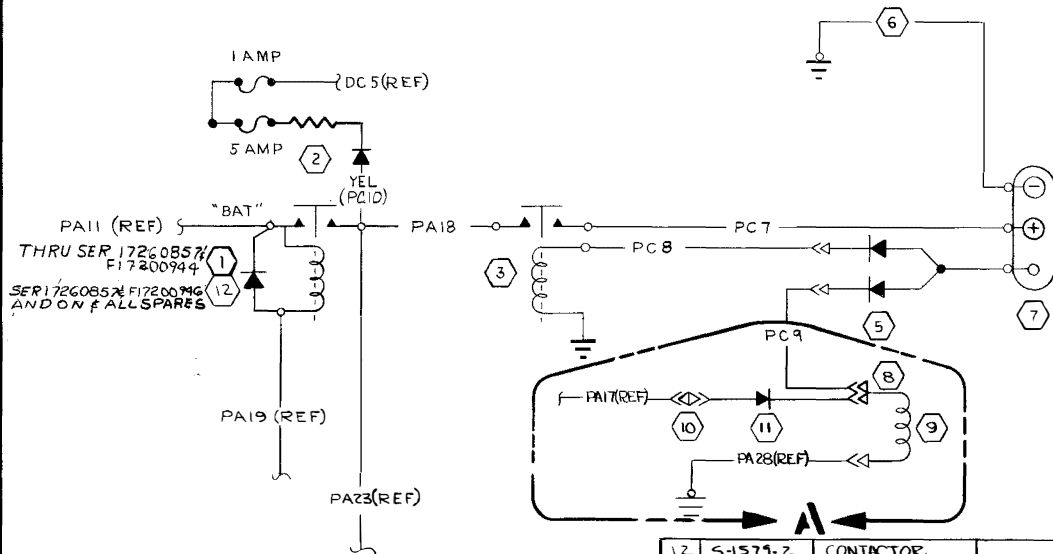 6
1 AMP
DC5(REF)
5 AMP
2
YEL
(PC10)
"BAT"
PA11 (REF)
PA18
PC7
PC8
THRU SER 17260857&
F17200944
1
SER 17260857& F17200946
AND ON & ALL SPARES
12
3
5
7
PC9
8
PA17(REF)
10
11
9
PA19 (REF)
PA28(REF)
PA23(REF)
A
12 S-1579-2 CONTACTOR